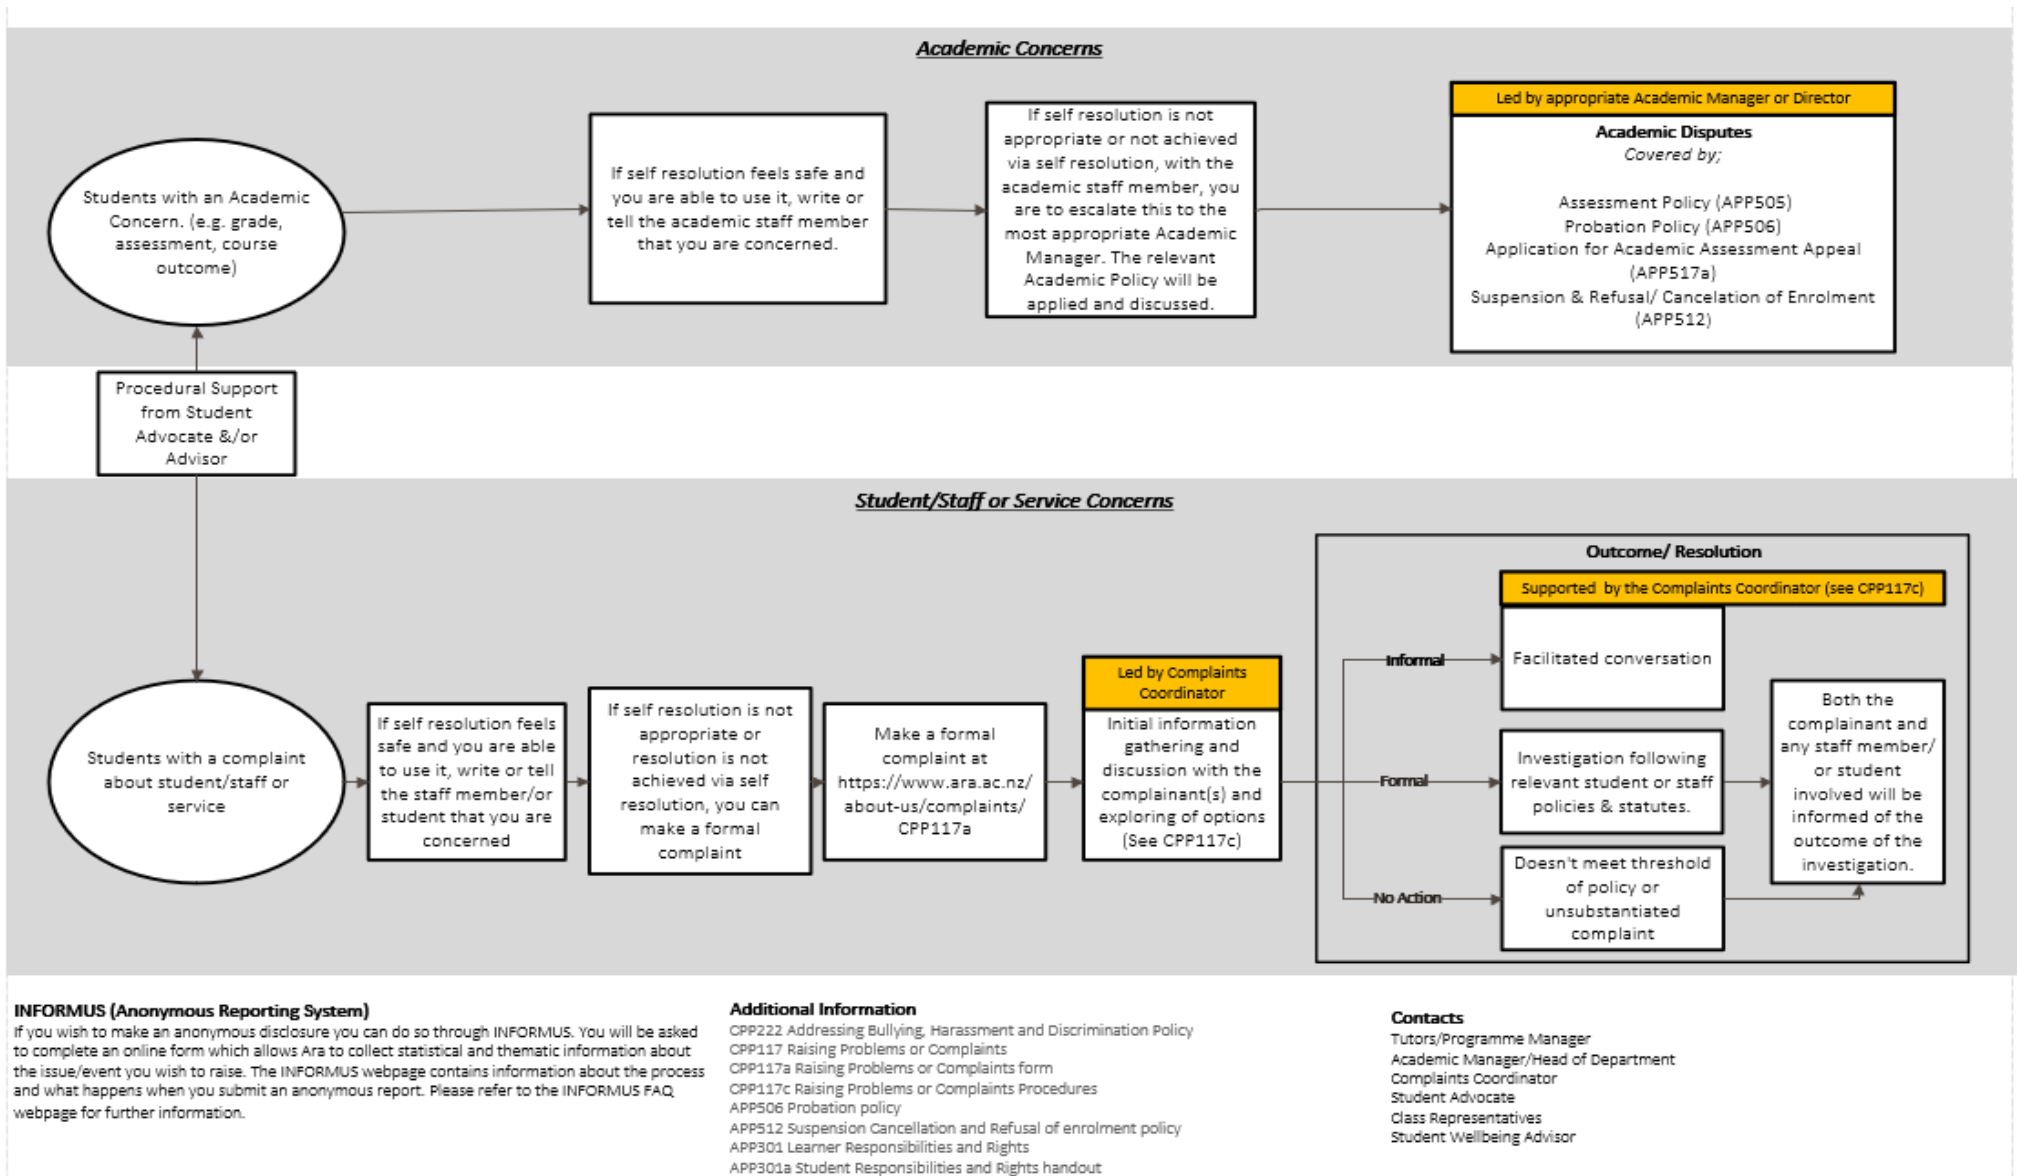 Academic Concerns
Students with an Academic
Concern. (e.g. grade,
assessment, course
outcome)
If self resolution feels safe and
you are able to use it, write or
tell the academic staff member
that you are concerned.
If self resolution is not
appropriate or not achieved
via self resolution, with the
academic staff member, you
are to escalate this to the
most appropriate Academic
Manager. The relevant
Academic Policy will be
applied and discussed.
Led by appropriate Academic Manager or Director
Academic Disputes
Covered by;
Assessment Policy (APP505)
Probation Policy (APP506)
Application for Academic Assessment Appeal
(APP517a)
Suspension & Refusal/ Cancelation of Enrolment
(APP512)
Procedural Support
from Student
Advocate &/or
Advisor
Student/Staff or Service Concerns
Students with a complaint
about student/staff or
service
If self resolution feels
safe and you are able
to use it, write or tell
the staff member/or
student that you are
concerned
If self resolution is not
appropriate or
resolution is not
achieved via self
resolution, you can
make a formal
complaint
Make a formal
complaint at
https://www.ara.ac.nz/
about-us/complaints/
CPP117a
Led by Complaints
Coordinator
Initial information
gathering and
discussion with the
complainant(s) and
exploring of options
(See CPP117c)
Outcome/ Resolution
Supported by the Complaints Coordinator (see CPP117c)
Informal
Facilitated conversation
Formal
Investigation following
relevant student or staff
policies & statutes.
No Action
Doesn't meet threshold
of policy or
unsubstantiated
complaint
Both the
complainant and
any staff member/
or student
involved will be
informed of the
outcome of the
investigation.
INFORMUS (Anonymous Reporting System)
If you wish to make an anonymous disclosure you can do so through INFORMUS. You will be asked
to complete an online form which allows Ara to collect statistical and thematic information about
the issue/event you wish to raise. The INFORMUS webpage contains information about the process
and what happens when you submit an anonymous report. Please refer to the INFORMUS FAQ
webpage for further information.
Additional Information
CPP222 Addressing Bullying, Harassment and Discrimination Policy
CPP117 Raising Problems or Complaints
CPP117a Raising Problems or Complaints form
CPP117c Raising Problems or Complaints Procedures
APP506 Probation policy
APP512 Suspension Cancellation and Refusal of enrolment policy
APP301 Learner Responsibilities and Rights
APP301a Student Responsibilities and Rights handout
Contacts
Tutors/Programme Manager
Academic Manager/Head of Department
Complaints Coordinator
Student Advocate
Class Representatives
Student Wellbeing Advisor